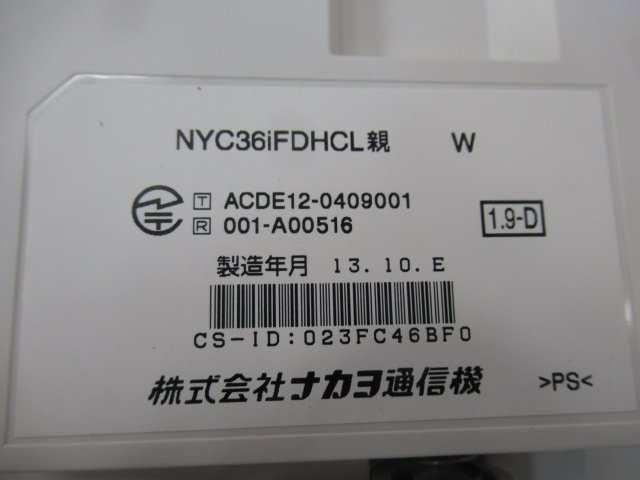 NYC36iFDHCL親 W
T ACDE12-0409001
R 001-A00516
1.9-D
製造年月 13.10.E
CS-ID:023FC46BF0
株式会社ナカヨ通信機 >PS<